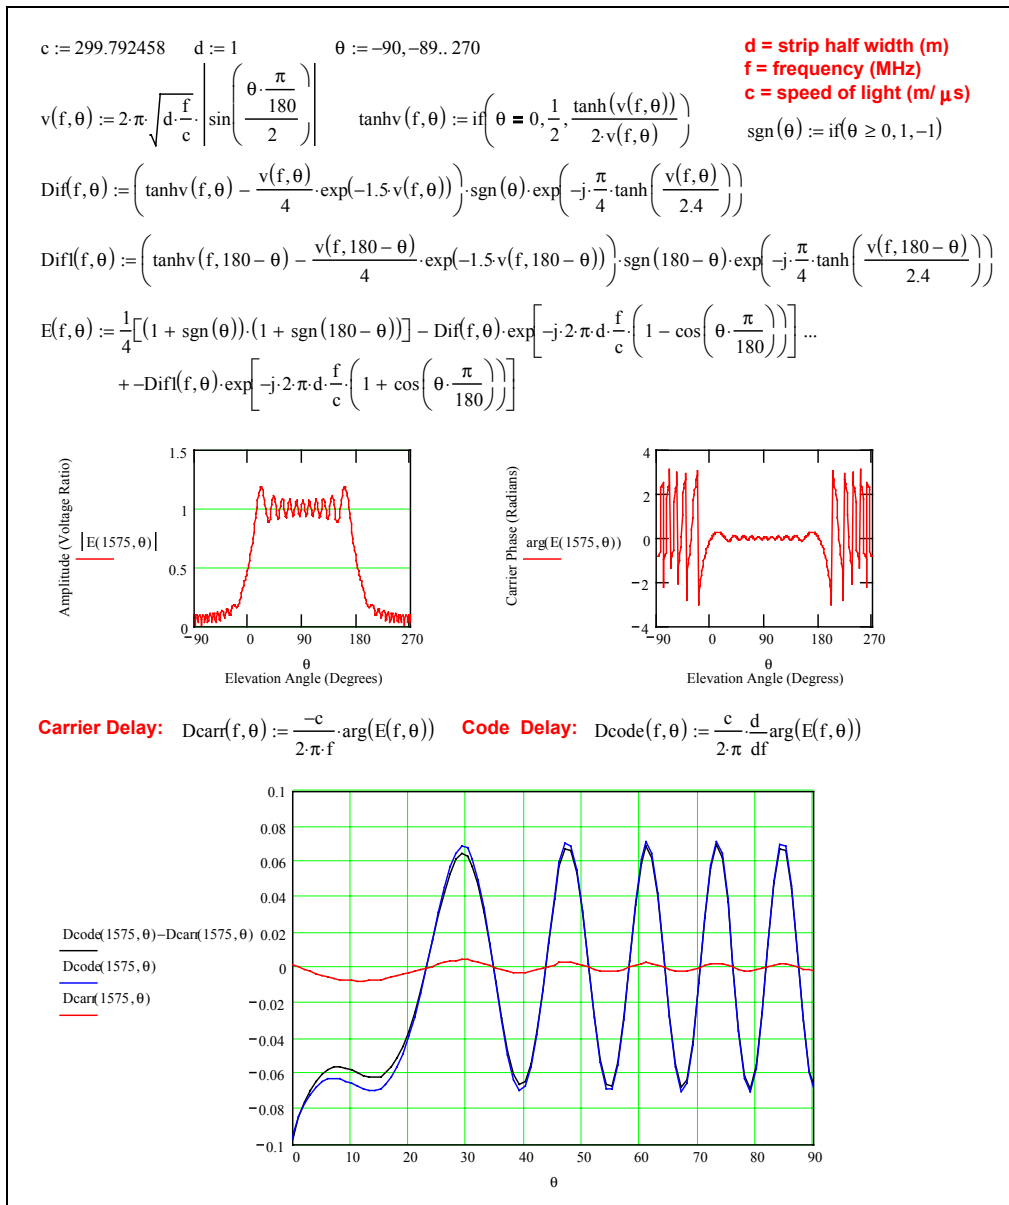 c := 299.792458 d := 1 θ := −90, −89.. 270
d = strip half width (m)
f = frequency (MHz)
c = speed of light (m/ μs)
v(f,θ) := 2·π·√(d·f/c)·|sin((θ·π/180)/2)| tanhv(f,θ) := if(θ = 0, 1/2, tanh(v(f,θ))/(2·v(f,θ))) sgn(θ) := if(θ ≥ 0, 1, −1)
Dif(f,θ) := (tanhv(f,θ) − v(f,θ)/4·exp(−1.5·v(f,θ)))·sgn(θ)·exp(−j·π/4·tanh(v(f,θ)/2.4))
Dif1(f,θ) := (tanhv(f,180 − θ) − v(f,180 − θ)/4·exp(−1.5·v(f,180 − θ)))·sgn(180 − θ)·exp(−j·π/4·tanh(v(f,180 − θ)/2.4))
E(f,θ) := 1/4[(1 + sgn(θ))·(1 + sgn(180 − θ))] − Dif(f,θ)·exp[−j·2·π·d·f/c·(1 − cos(θ·π/180))] ...
+ −Dif1(f,θ)·exp[−j·2·π·d·f/c·(1 + cos(θ·π/180))]
Amplitude (Voltage Ratio)
|E(1575,θ)|
1.5
1
0.5
0
−90 0 90 180 270
θ
Elevation Angle (Degrees)
Carrier Phase (Radians)
arg(E(1575,θ))
4
2
0
−2
−4
−90 0 90 180 270
θ
Elevation Angle (Degress)
Carrier Delay: Dcarr(f,θ) := −c/(2·π·f)·arg(E(f,θ)) Code Delay: Dcode(f,θ) := c/(2·π)·d/df arg(E(f,θ))
0.1
0.08
0.06
0.04
0.02
0
−0.02
−0.04
−0.06
−0.08
−0.1
Dcode(1575,θ)−Dcarr(1575,θ)
Dcode(1575,θ)
Dcarr(1575,θ)
0 10 20 30 40 50 60 70 80 90
θ